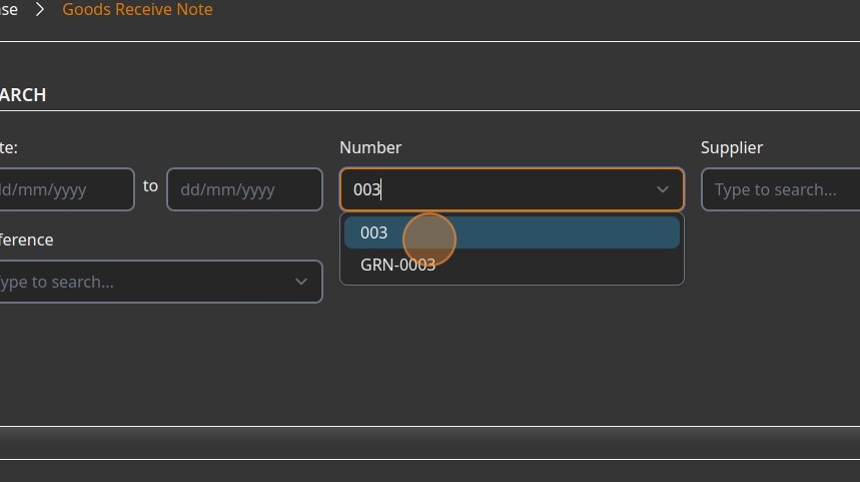 se > Goods Receive Note
ARCH
te: Number Supplier
dd/mm/yyyy to dd/mm/yyyy 003 Type to search...
ference 003
ype to search... GRN-0003